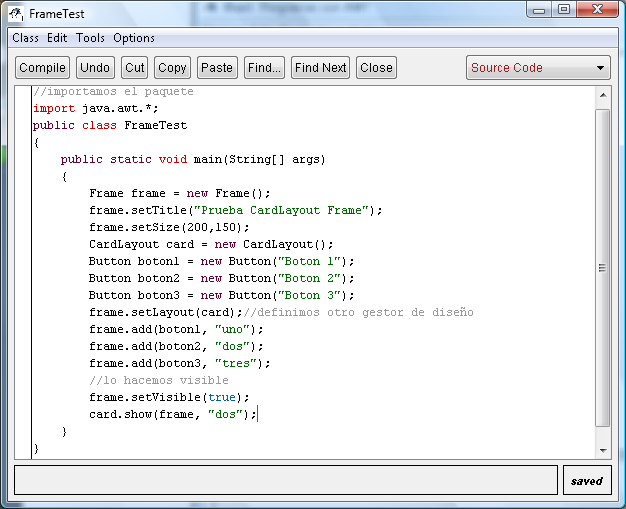 FrameTest
Class Edit Tools Options
Compile Undo Cut Copy Paste Find... Find Next Close Source Code
//importamos el paquete
import java.awt.*;
public class FrameTest
{
    public static void main(String[] args)
    {
        Frame frame = new Frame();
        frame.setTitle("Prueba CardLayout Frame");
        frame.setSize(200,150);
        CardLayout card = new CardLayout();
        Button boton1 = new Button("Boton 1");
        Button boton2 = new Button("Boton 2");
        Button boton3 = new Button("Boton 3");
        frame.setLayout(card);//definimos otro gestor de diseño
        frame.add(boton1, "uno");
        frame.add(boton2, "dos");
        frame.add(boton3, "tres");
        //lo hacemos visible
        frame.setVisible(true);
        card.show(frame, "dos");
    }
}
saved